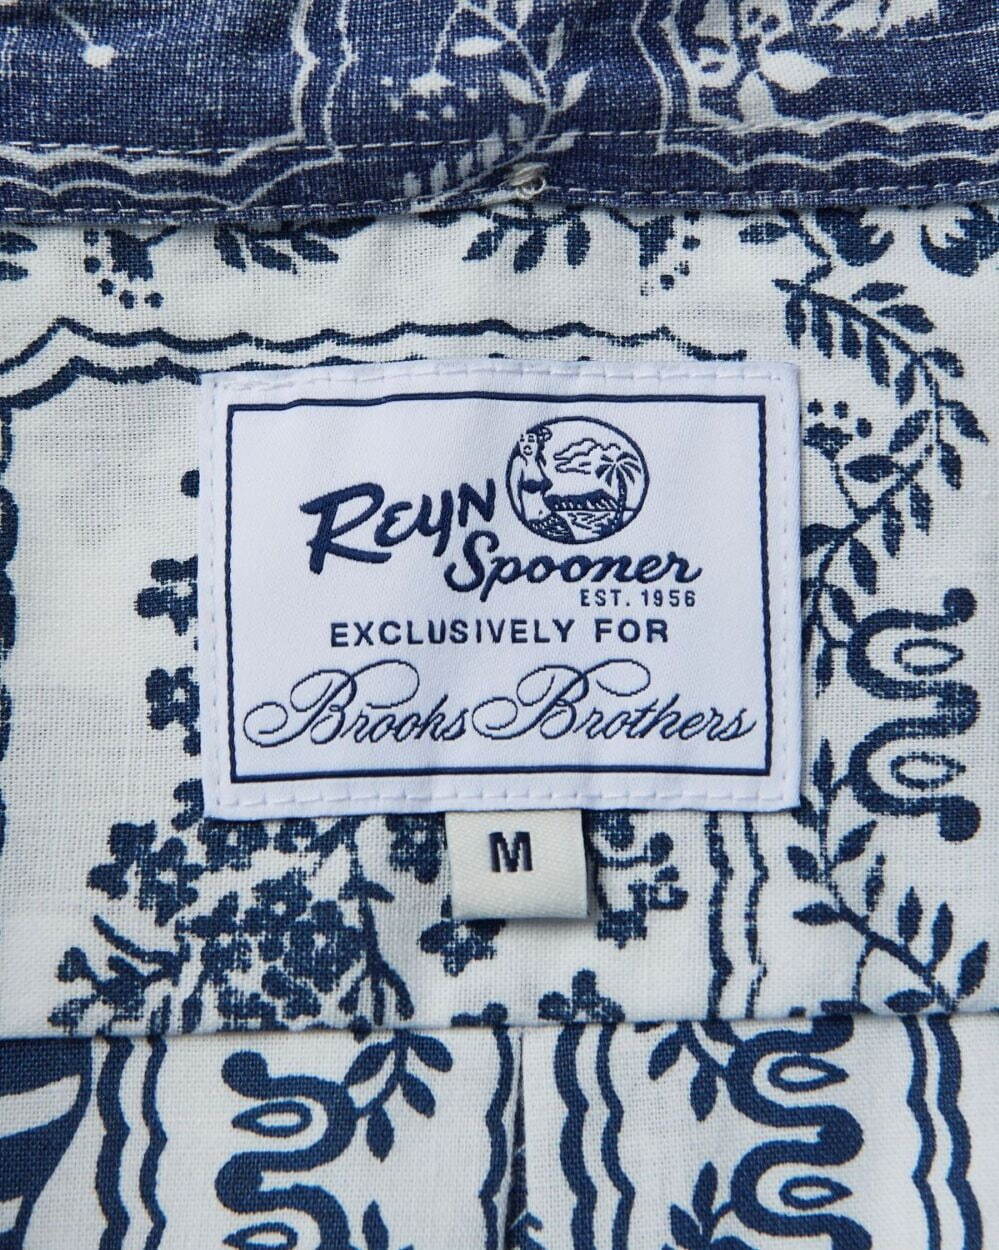 REYN
Spooner
EST. 1956
EXCLUSIVELY FOR
Brooks Brothers
M